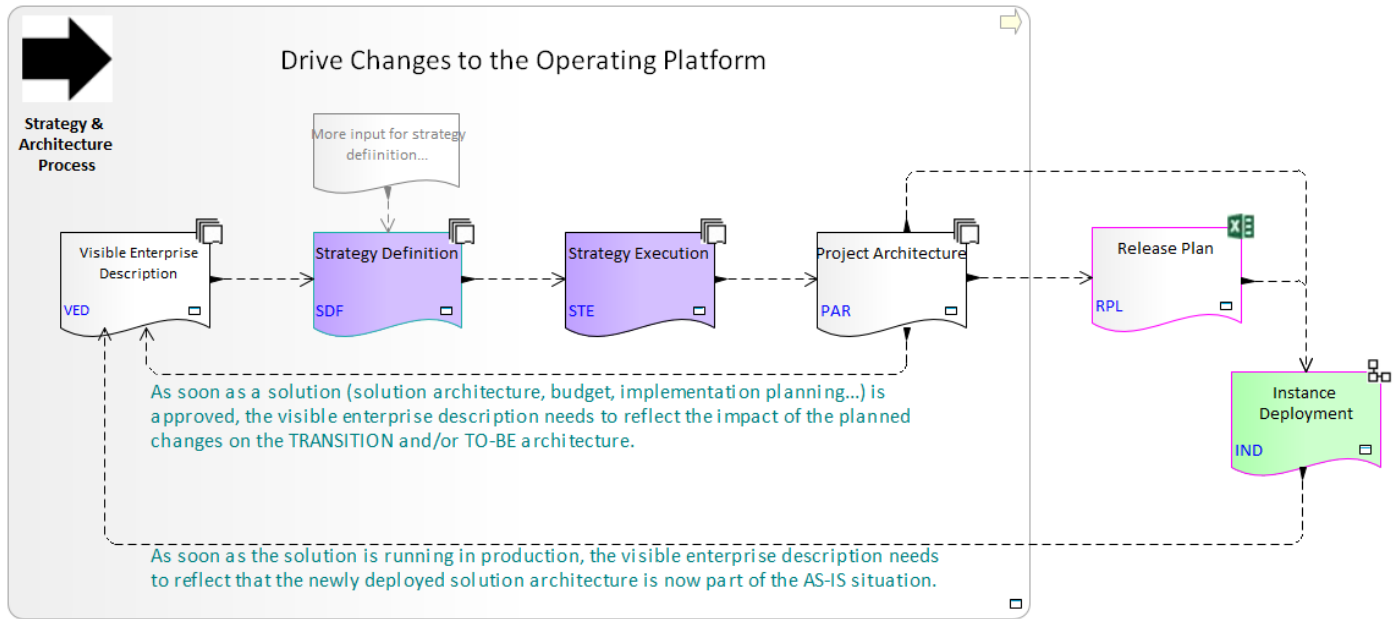 Drive Changes to the Operating Platform
Strategy &
Architecture
Process
More input for strategy
defiinition...
Visible Enterprise
Description
VED
Strategy Definition
SDF
Strategy Execution
STE
Project Architecture
PAR
Release Plan
RPL
Instance
Deployment
IND
As soon as a solution (solution architecture, budget, implementation planning...) is
approved, the visible enterprise description needs to reflect the impact of the planned
changes on the TRANSITION and/or TO-BE architecture.
As soon as the solution is running in production, the visible enterprise description needs
to reflect that the newly deployed solution architecture is now part of the AS-IS situation.